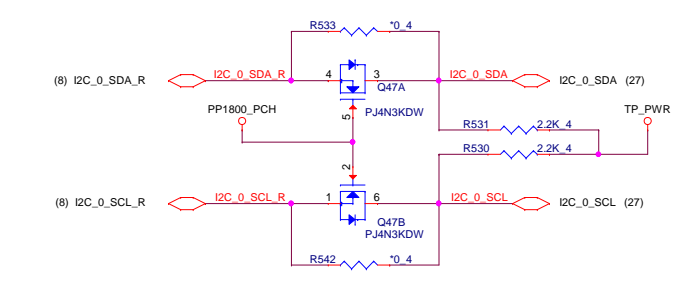 R533 *0_4
(8) I2C_0_SDA_R I2C_0_SDA_R 4 3 I2C_0_SDA I2C_0_SDA (27)
Q47A
PP1800_PCH 5 PJ4N3KDW TP_PWR
R531 2.2K_4
R530 2.2K_4
2
(8) I2C_0_SCL_R I2C_0_SCL_R 1 6 I2C_0_SCL I2C_0_SCL (27)
Q47B
PJ4N3KDW
R542 *0_4